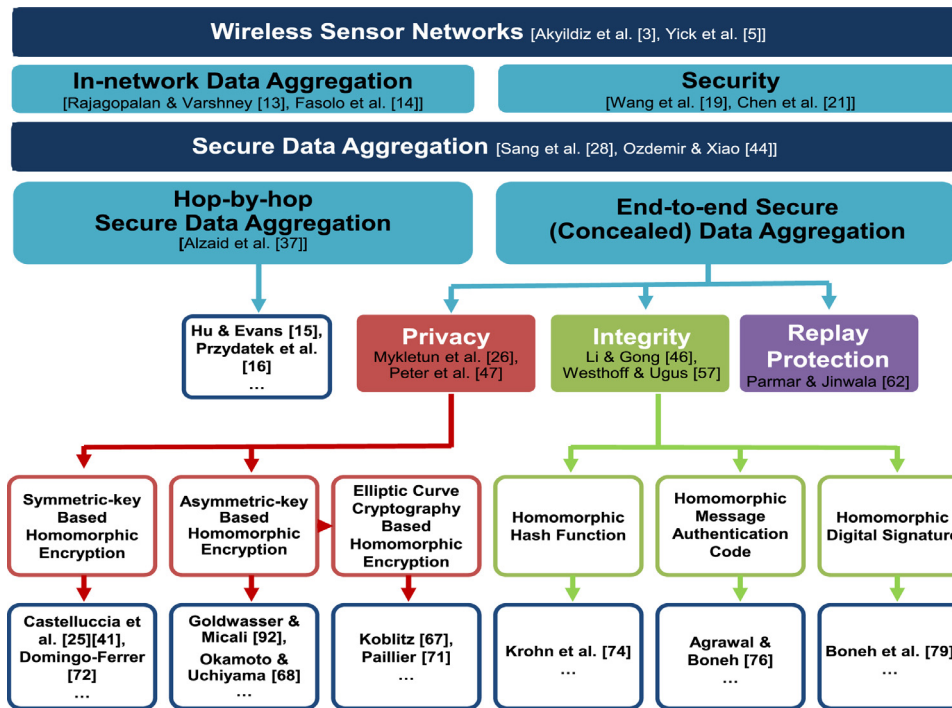 Wireless Sensor Networks [Akyildiz et al. [3], Yick et al. [5]]
In-network Data Aggregation
[Rajagopalan & Varshney [13], Fasolo et al. [14]]
Security
[Wang et al. [19], Chen et al. [21]]
Secure Data Aggregation [Sang et al. [28], Ozdemir & Xiao [44]]
Hop-by-hop
Secure Data Aggregation
[Alzaid et al. [37]]
End-to-end Secure
(Concealed) Data Aggregation
Hu & Evans [15],
Przydatek et al.
[16]
...
Privacy
Mykletun et al. [26],
Peter et al. [47]
Integrity
Li & Gong [46],
Westhoff & Ugus [57]
Replay
Protection
Parmar & Jinwala [62]
Symmetric-key
Based
Homomorphic
Encryption
Asymmetric-key
Based
Homomorphic
Encryption
Elliptic Curve
Cryptography
Based
Homomorphic
Encryption
Homomorphic
Hash Function
Homomorphic
Message
Authentication
Code
Homomorphic
Digital Signature
Castelluccia
et al. [25][41],
Domingo-Ferrer
[72]
...
Goldwasser &
Micali [92],
Okamoto &
Uchiyama [68]
...
Koblitz [67],
Paillier [71]
...
Krohn et al. [74]
...
Agrawal &
Boneh [76]
...
Boneh et al. [79]
...